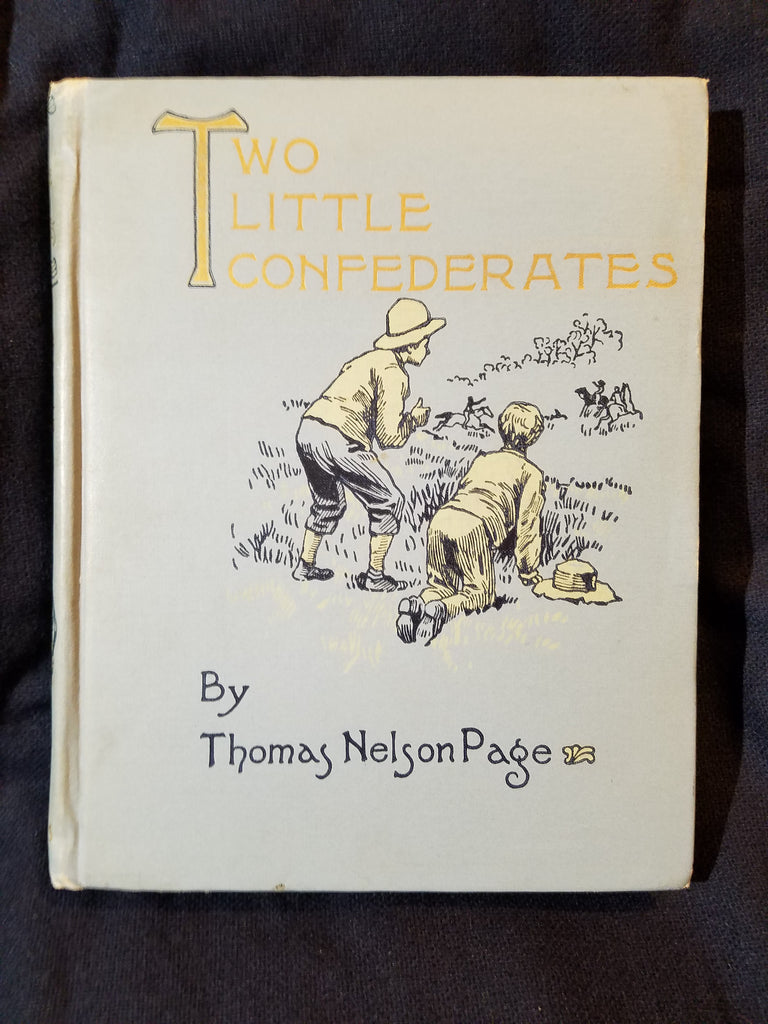 TWO
LITTLE
CONFEDERATES
By
Thomas Nelson Page